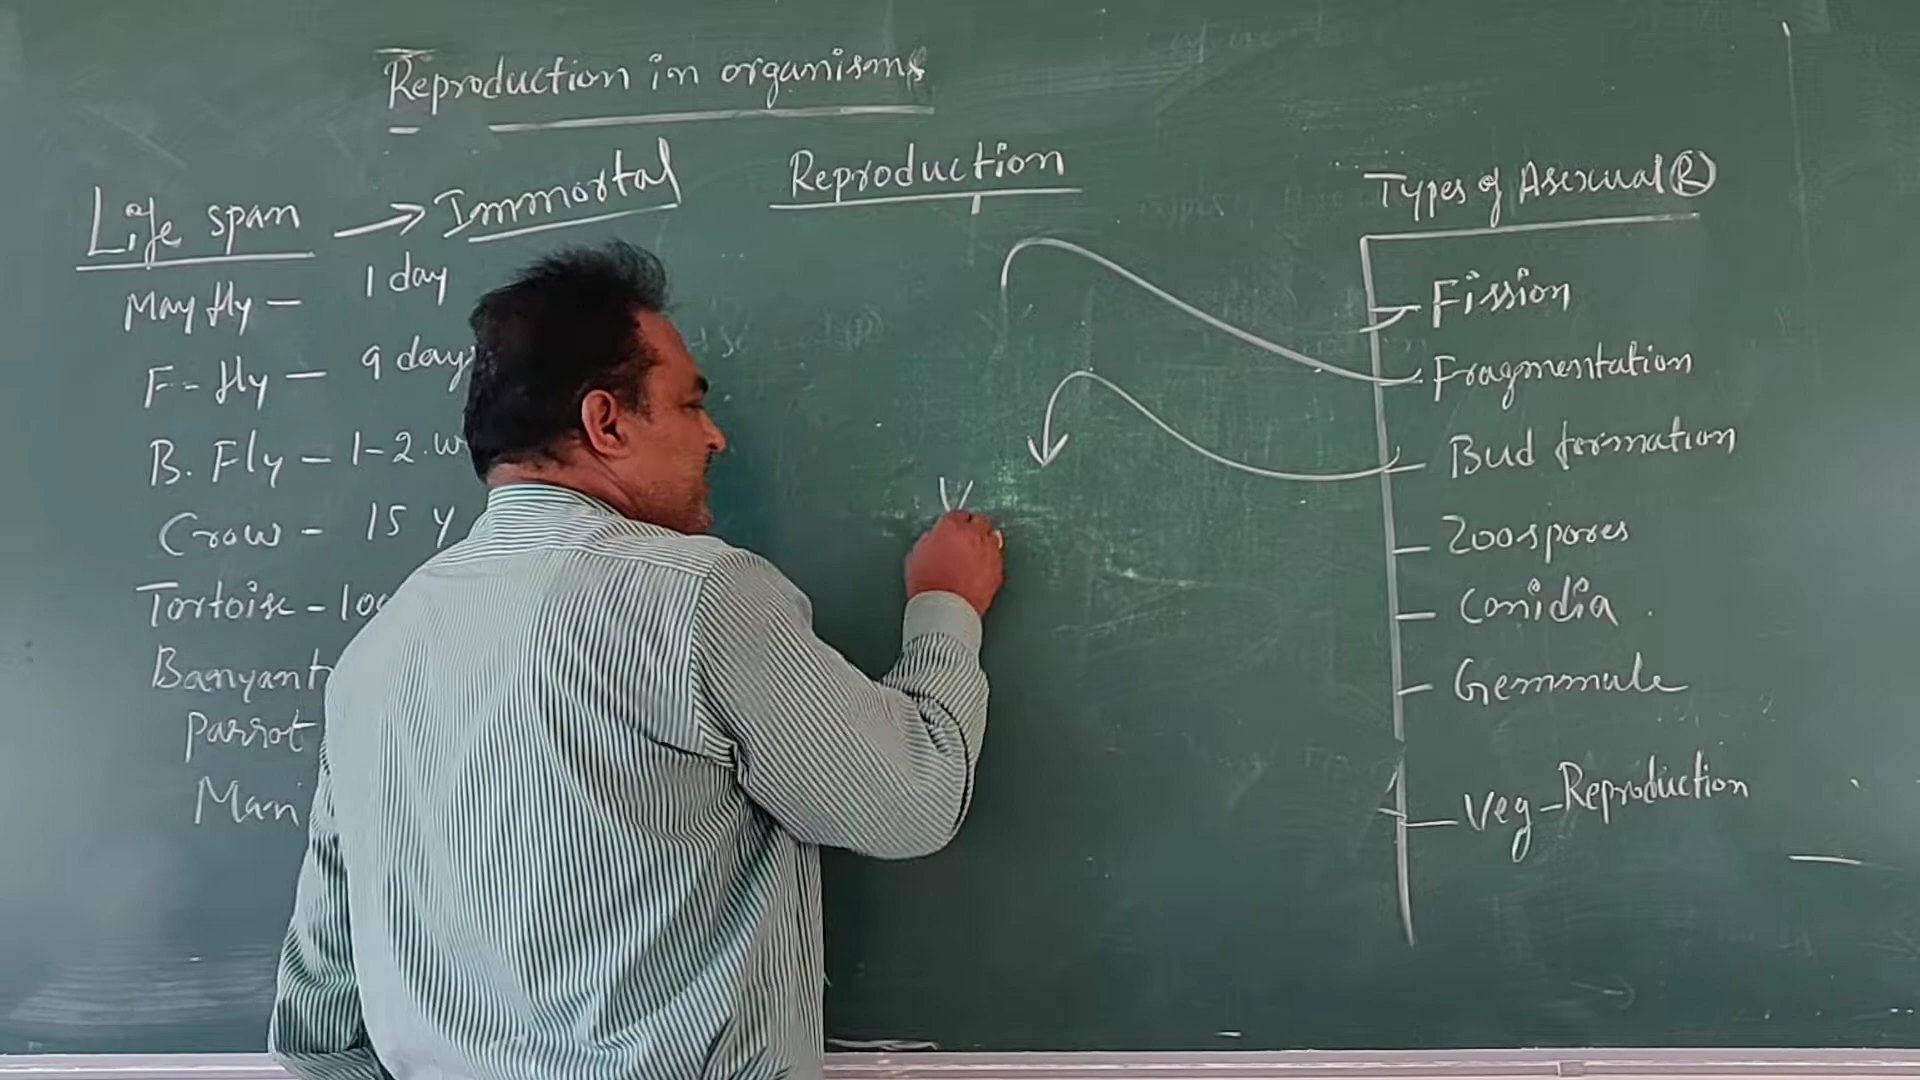 Reproduction in organisms
Life span → Immortal
May fly - 1 day
F-fly - 9 days
B. Fly - 1-2.w
Crow - 15 y
Tortoise - 100
Banyant
Parrot
Man
Reproduction
Types of Asexual R
Fission
Fragmentation
Bud formation
Zoospores
Conidia .
Gemmule
Veg-Reproduction